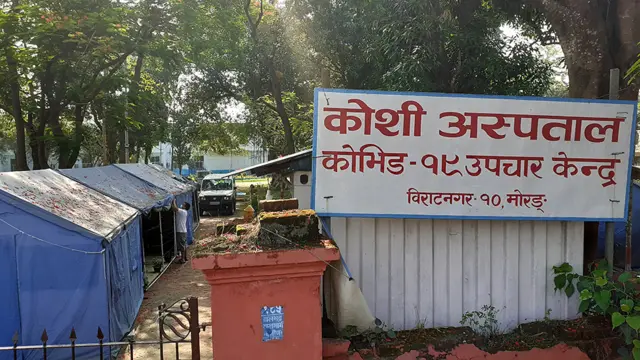 कोशी अस्पताल
कोभिड - १९ उपचार केन्द्र
विराटनगर - १०, मोरङ्ग